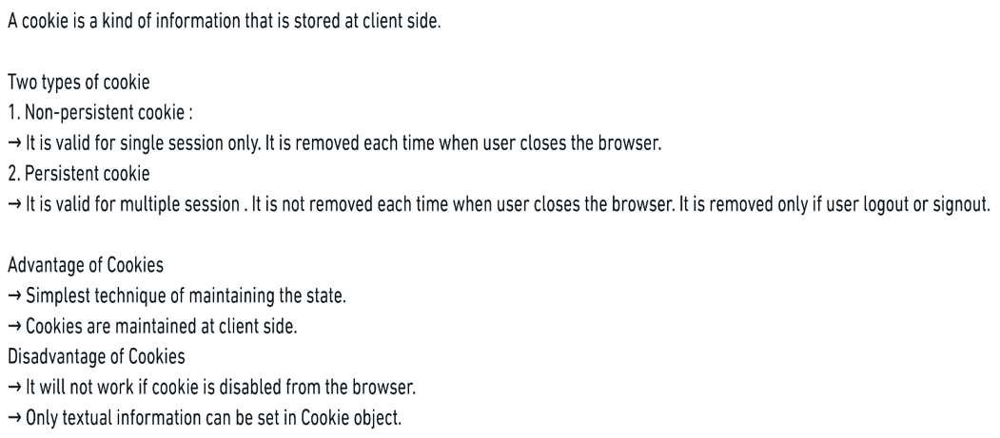 A cookie is a kind of information that is stored at client side.
Two types of cookie
1. Non-persistent cookie :
→ It is valid for single session only. It is removed each time when user closes the browser.
2. Persistent cookie
→ It is valid for multiple session . It is not removed each time when user closes the browser. It is removed only if user logout or signout.
Advantage of Cookies
→ Simplest technique of maintaining the state.
→ Cookies are maintained at client side.
Disadvantage of Cookies
→ It will not work if cookie is disabled from the browser.
→ Only textual information can be set in Cookie object.